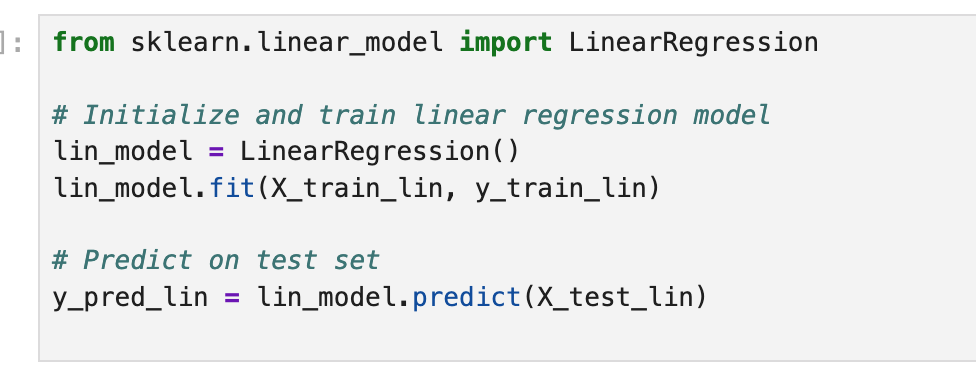 ]:
from sklearn.linear_model import LinearRegression
# Initialize and train linear regression model
lin_model = LinearRegression()
lin_model.fit(X_train_lin, y_train_lin)
# Predict on test set
y_pred_lin = lin_model.predict(X_test_lin)